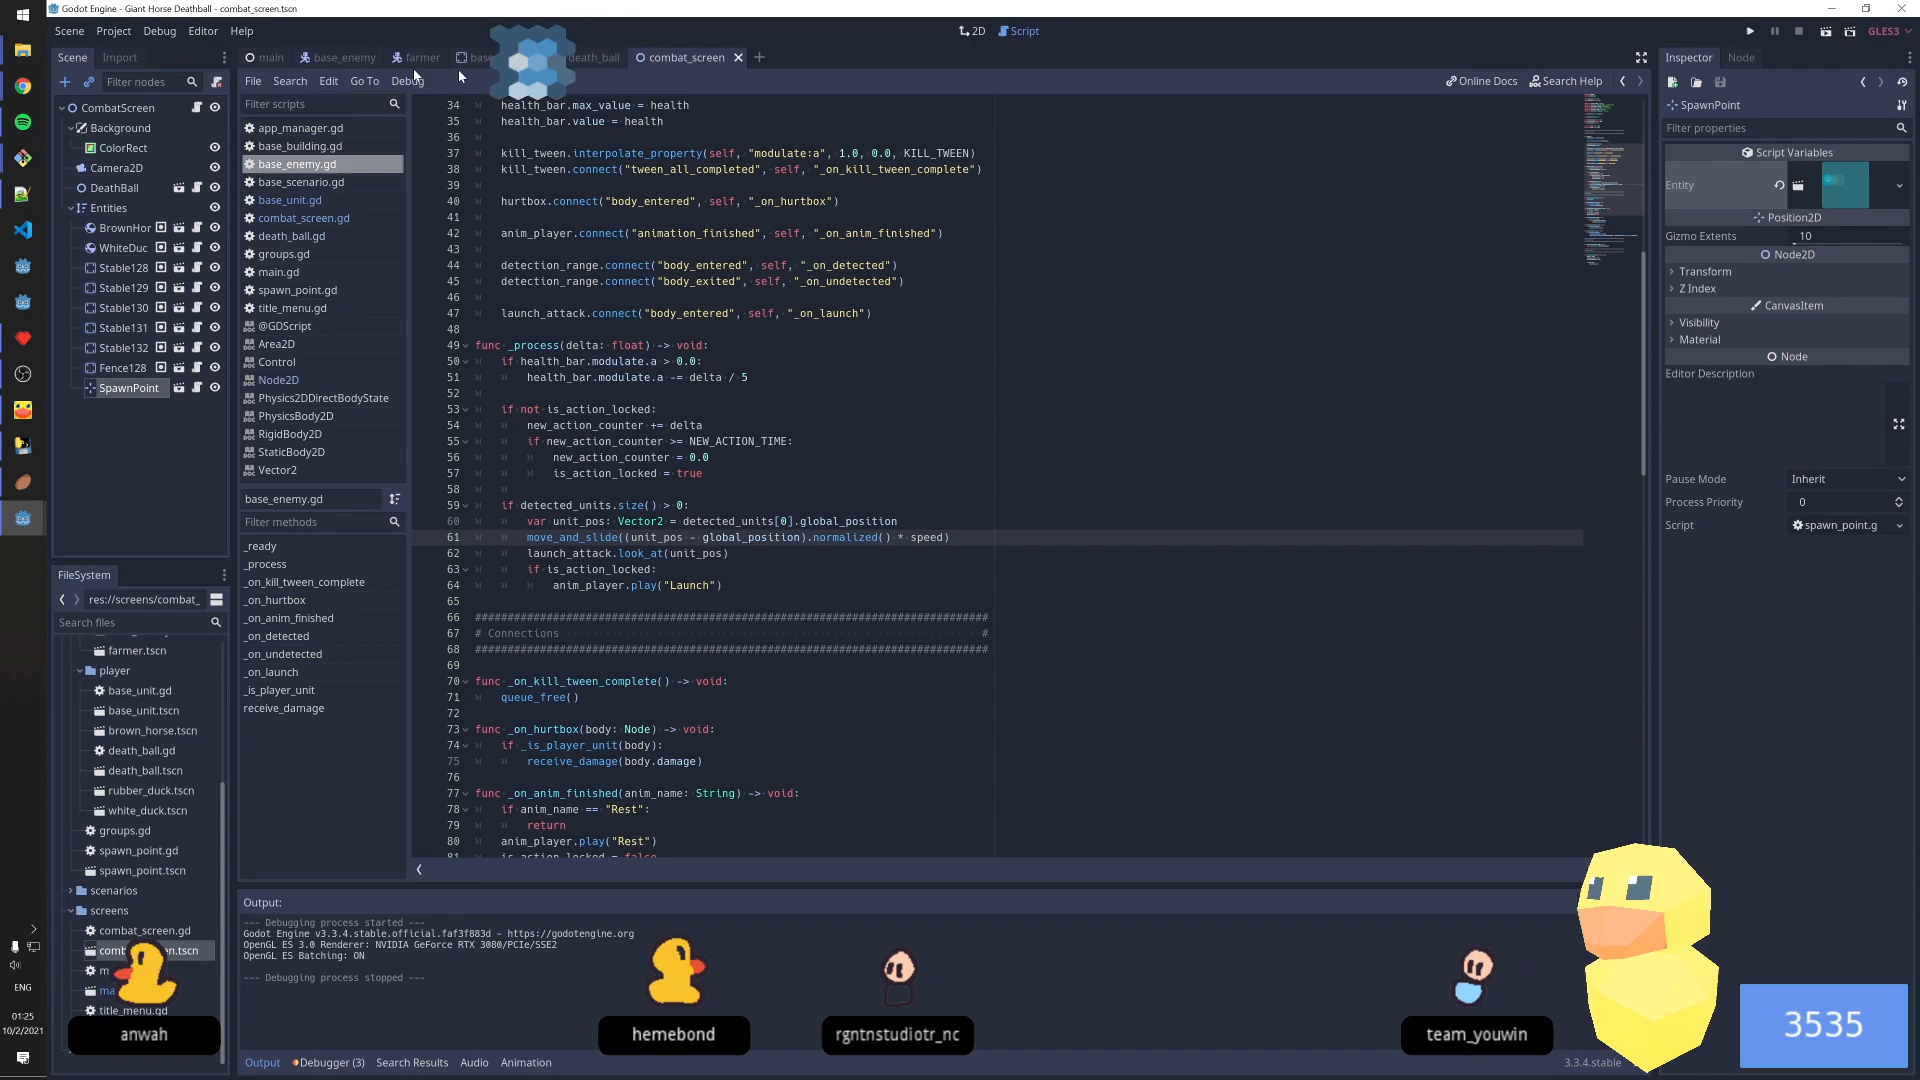 Godot Engine - Giant Horse Deathball - combat_screen.tscn
Scene Project Debug Editor Help
2D Script
GLES3
Scene Import
main base_enemy farmer base death_ball combat_screen
Inspector Node
Filter nodes
File Search Edit Go To Debug
Online Docs Search Help
CombatScreen
Background
ColorRect
Camera2D
DeathBall
Entities
BrownHor
WhiteDuc
Stable128
Stable129
Stable130
Stable131
Stable132
Fence128
SpawnPoint
FileSystem
res://screens/combat_
Search files
farmer.tscn
player
base_unit.gd
base_unit.tscn
brown_horse.tscn
death_ball.gd
death_ball.tscn
rubber_duck.tscn
white_duck.tscn
groups.gd
spawn_point.gd
spawn_point.tscn
scenarios
screens
combat_screen.gd
title_menu.gd
Filter scripts
app_manager.gd
base_building.gd
base_enemy.gd
base_scenario.gd
base_unit.gd
combat_screen.gd
death_ball.gd
groups.gd
main.gd
spawn_point.gd
title_menu.gd
@GDScript
Area2D
Control
Node2D
Physics2DDirectBodyState
PhysicsBody2D
RigidBody2D
StaticBody2D
Vector2
base_enemy.gd
Filter methods
_ready
_process
_on_kill_tween_complete
_on_hurtbox
_on_anim_finished
_on_detected
_on_undetected
_on_launch
_is_player_unit
receive_damage
34 health_bar.max_value = health
35 health_bar.value = health
36
37 kill_tween.interpolate_property(self, "modulate:a", 1.0, 0.0, KILL_TWEEN)
38 kill_tween.connect("tween_all_completed", self, "_on_kill_tween_complete")
39
40 hurtbox.connect("body_entered", self, "_on_hurtbox")
41
42 anim_player.connect("animation_finished", self, "_on_anim_finished")
43
44 detection_range.connect("body_entered", self, "_on_detected")
45 detection_range.connect("body_exited", self, "_on_undetected")
46
47 launch_attack.connect("body_entered", self, "_on_launch")
48
49 func _process(delta: float) -> void:
50 if health_bar.modulate.a > 0.0:
51 health_bar.modulate.a -= delta / 5
52
53 if not is_action_locked:
54 new_action_counter += delta
55 if new_action_counter >= NEW_ACTION_TIME:
56 new_action_counter = 0.0
57 is_action_locked = true
58
59 if detected_units.size() > 0:
60 var unit_pos: Vector2 = detected_units[0].global_position
61 move_and_slide((unit_pos - global_position).normalized() * speed)
62 launch_attack.look_at(unit_pos)
63 if is_action_locked:
64 anim_player.play("Launch")
65
66 ###############################################################################
67 # Connections #
68 ###############################################################################
69
70 func _on_kill_tween_complete() -> void:
71 queue_free()
72
73 func _on_hurtbox(body: Node) -> void:
74 if _is_player_unit(body):
75 receive_damage(body.damage)
76
77 func _on_anim_finished(anim_name: String) -> void:
78 if anim_name == "Rest":
79 return
80 anim_player.play("Rest")
81 is_action_locked = false
Output:
--- Debugging process started ---
Godot Engine v3.3.4.stable.official.faf3f883d - https://godotengine.org
OpenGL ES 3.0 Renderer: NVIDIA GeForce RTX 3080/PCIe/SSE2
OpenGL ES Batching: ON
--- Debugging process stopped ---
Output Debugger (3) Search Results Audio Animation
3.3.4.stable
SpawnPoint
Filter properties
Script Variables
Entity
Position2D
Gizmo Extents 10
Node2D
Transform
Z Index
CanvasItem
Visibility
Material
Node
Editor Description
Pause Mode Inherit
Process Priority 0
Script spawn_point.g
ENG
01:25
10/2/2021
anwah
hemebond
rgntnstudiotr_nc
team_youwin
3535